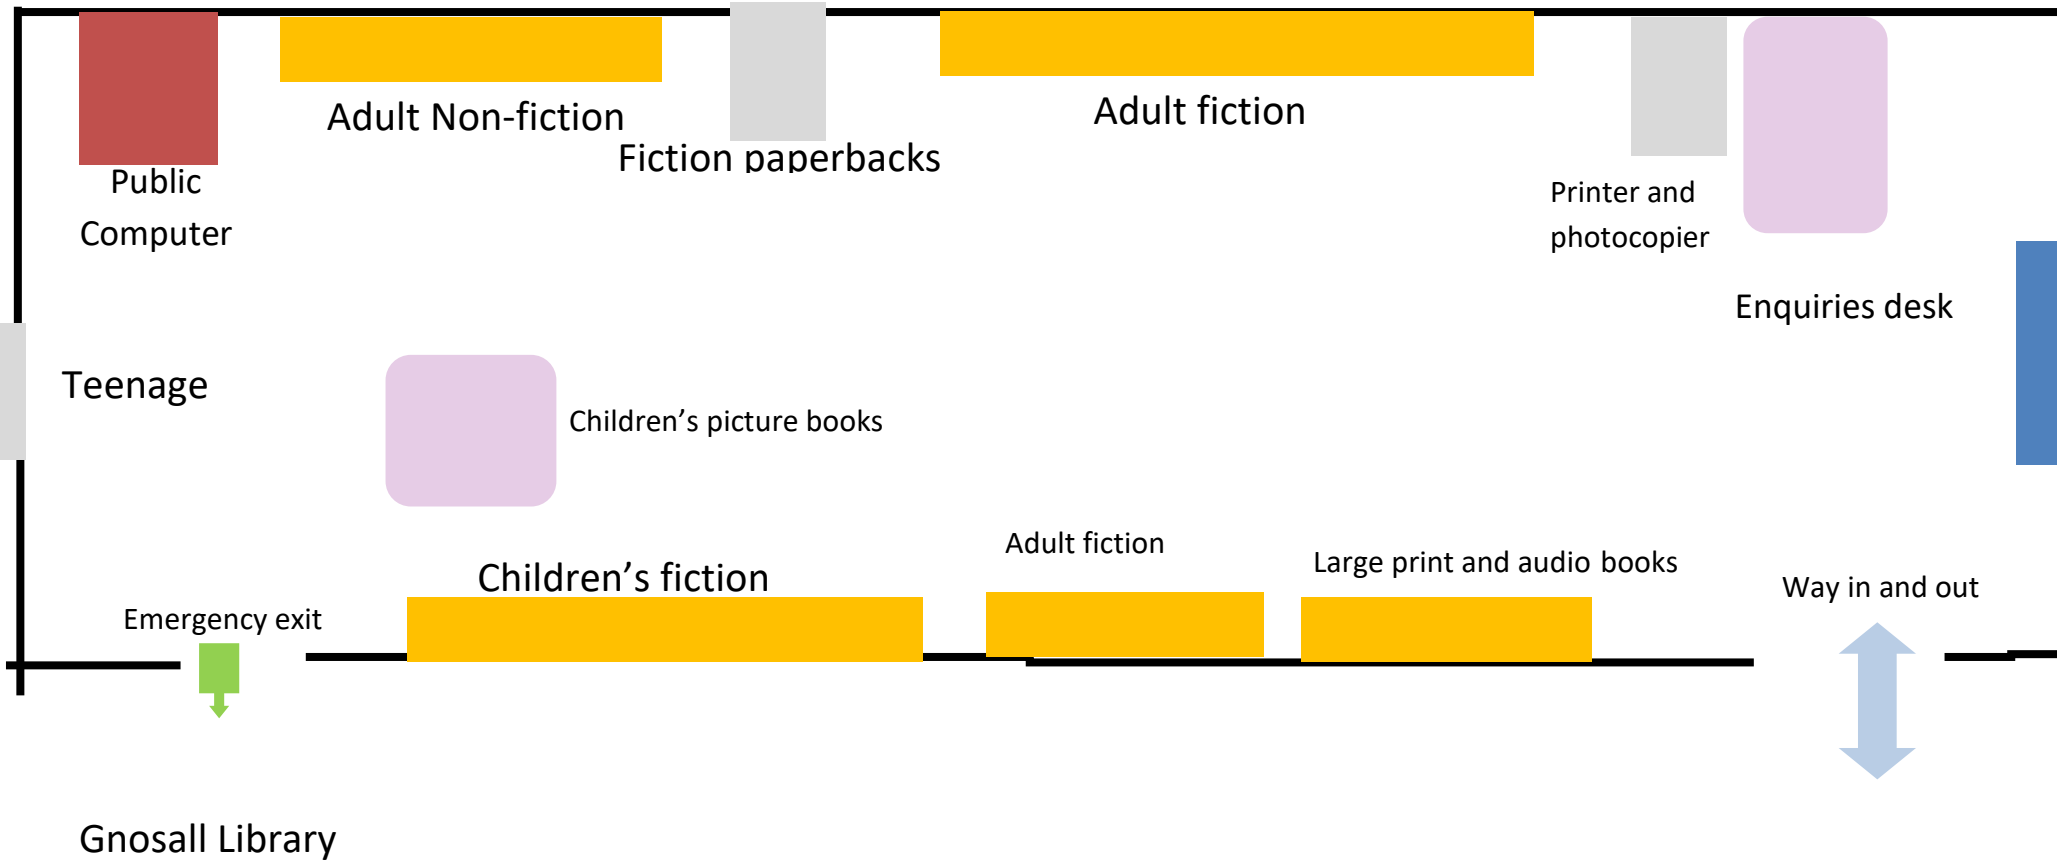 Adult Non-fiction
Adult fiction
Fiction paperbacks
Public
Computer
Printer and
photocopier
Enquiries desk
Teenage
Children’s picture books
Adult fiction
Large print and audio books
Children’s fiction
Way in and out
Emergency exit
Gnosall Library